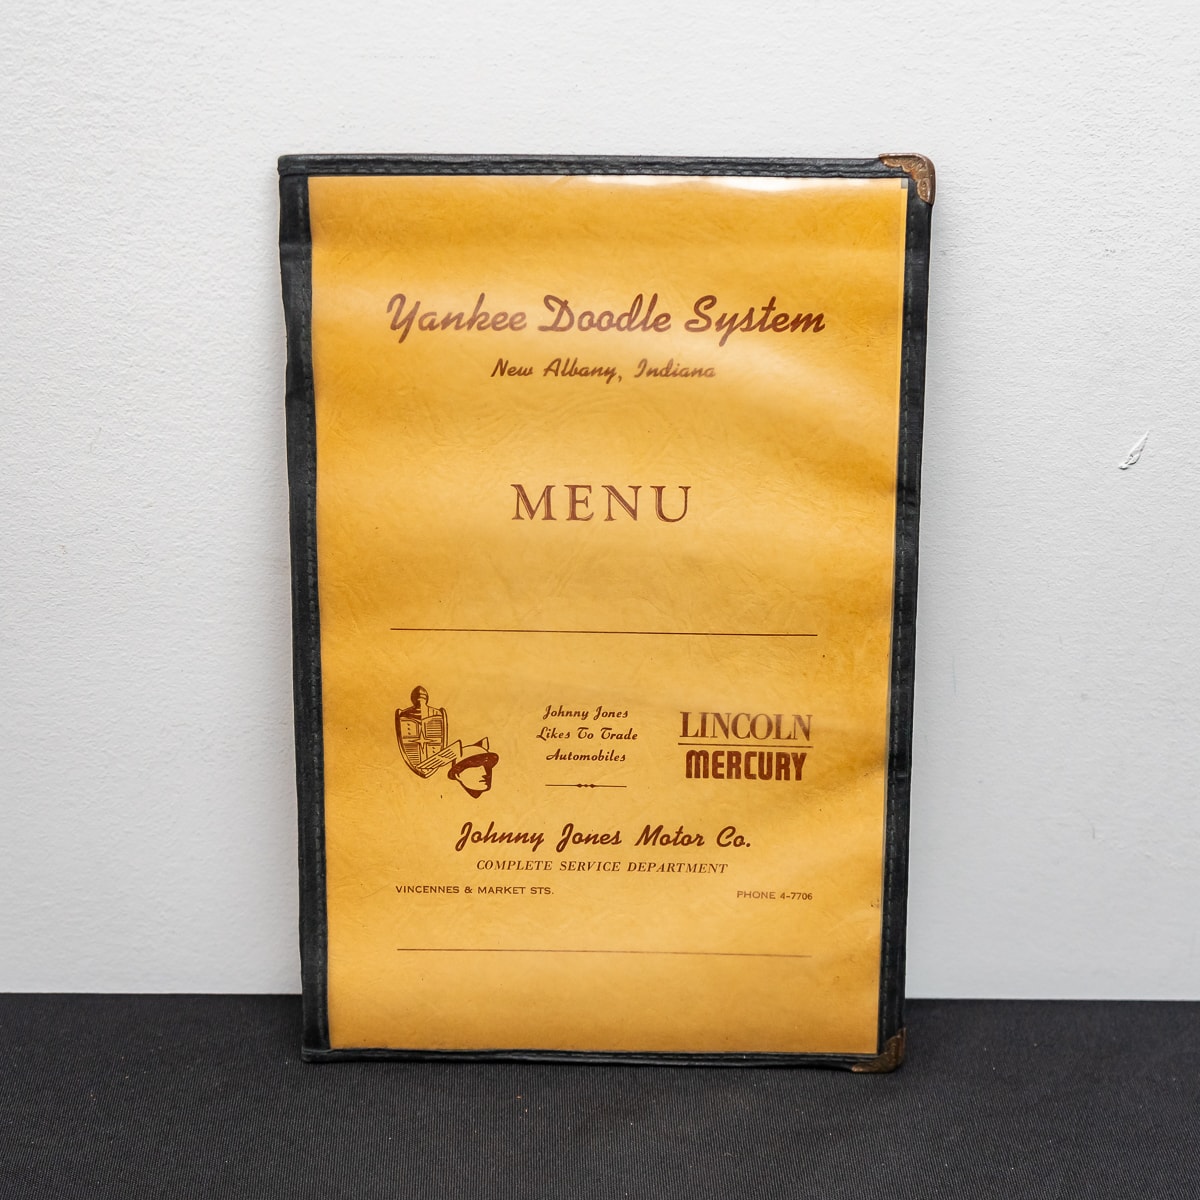 Yankee Doodle System
New Albany, Indiana
MENU
Johnny Jones
Likes To Trade
Automobiles
LINCOLN
MERCURY
Johnny Jones Motor Co.
COMPLETE SERVICE DEPARTMENT
VINCENNES & MARKET STS.
PHONE 4-7706